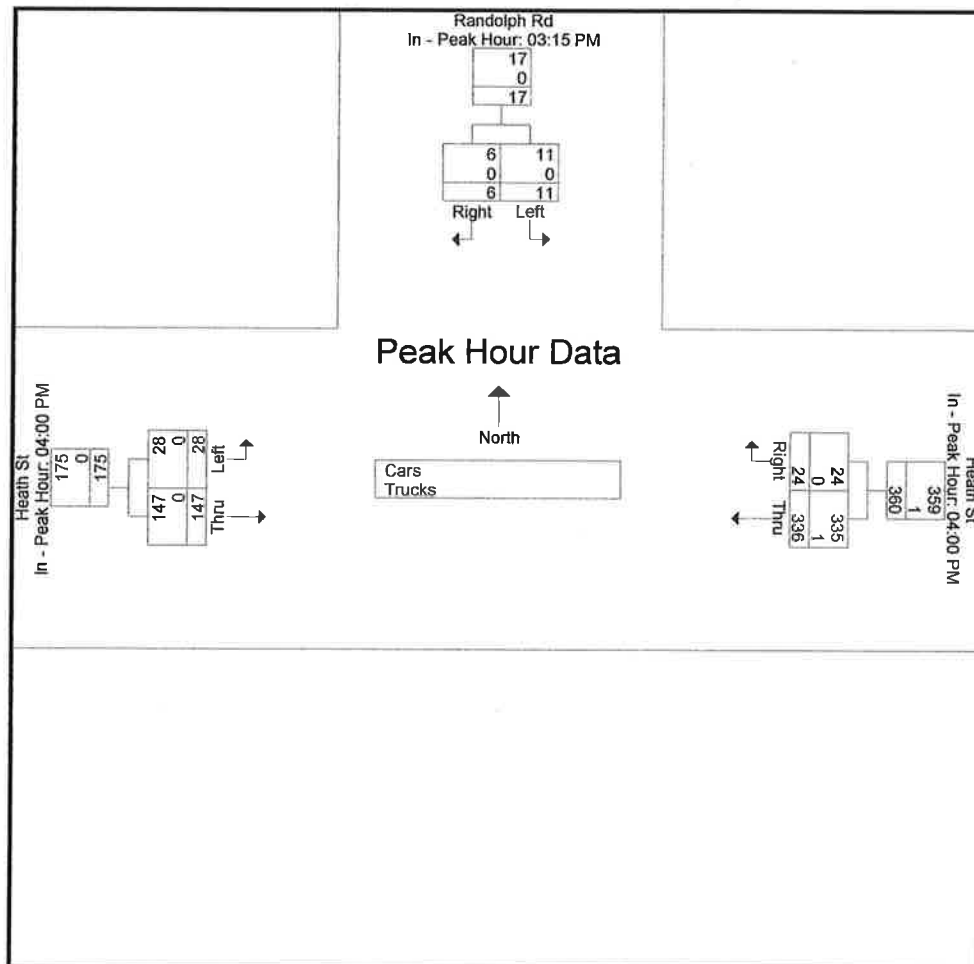 Randolph Rd
In - Peak Hour: 03:15 PM
17
0
17
6 11
0 0
6 11
Right Left
Peak Hour Data
North
Cars
Trucks
Heath St
In - Peak Hour: 04:00 PM
175
0
175
28 0 28
147 0 147
Left
Thru
Heath St
In - Peak Hour: 04:00 PM
359
1
360
24 0 24
335 1 336
Right
Thru